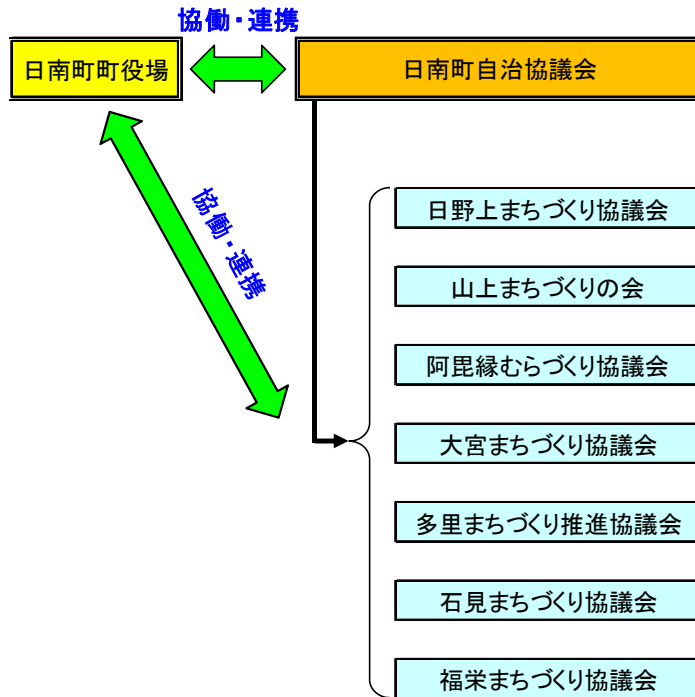 協働・連携
日南町町役場
日南町自治協議会
協働・連携
日野上まちづくり協議会
山上まちづくりの会
阿毘縁むらづくり協議会
大宮まちづくり協議会
多里まちづくり推進協議会
石見まちづくり協議会
福栄まちづくり協議会